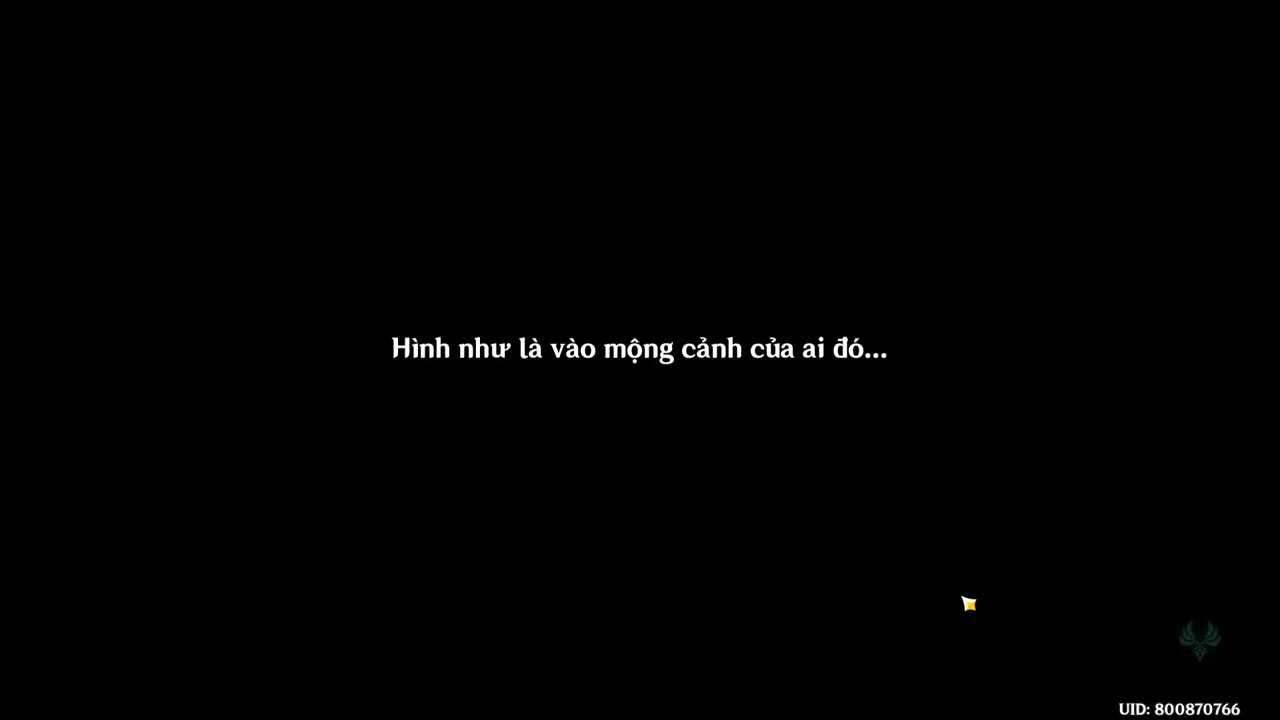 Hình như là vào mộng cảnh của ai đó...
UID: 800870766